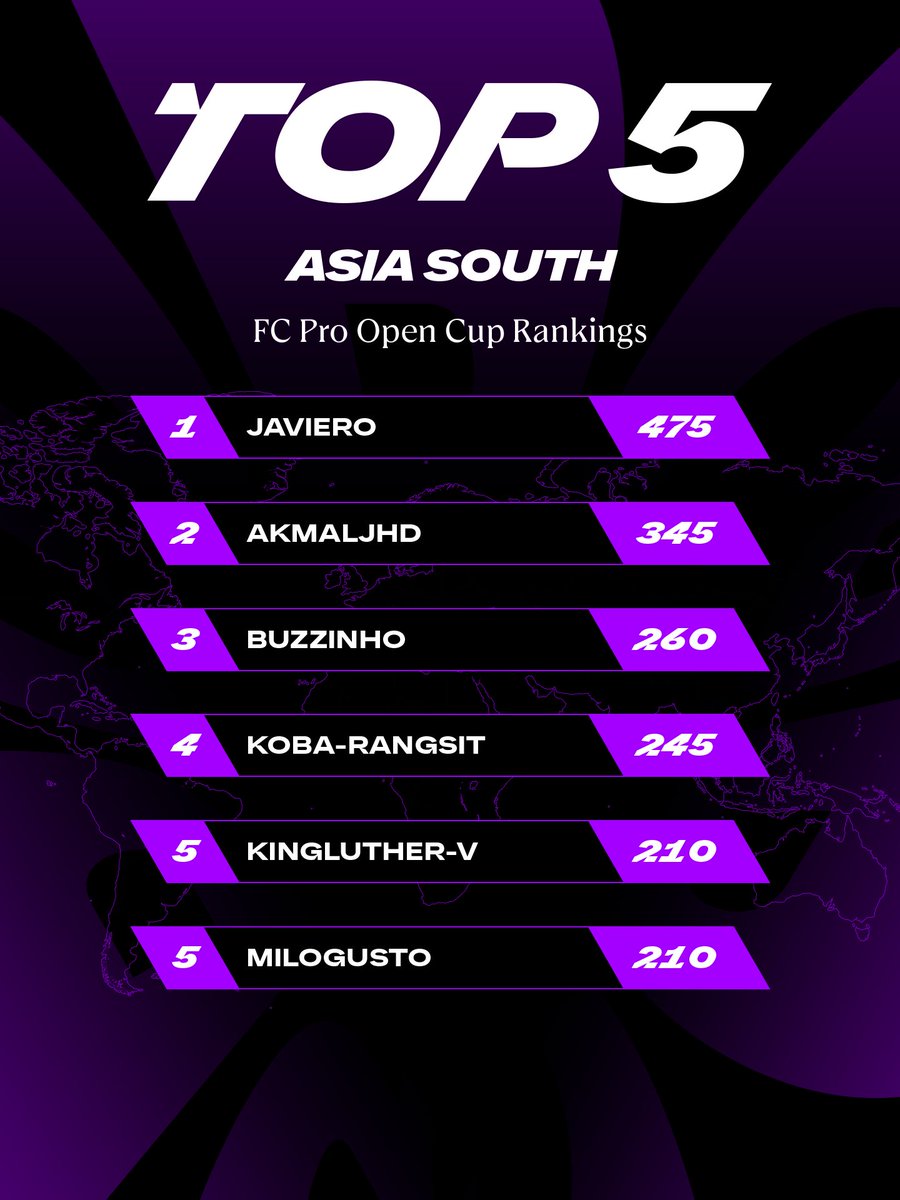 TOP 5
ASIA SOUTH
FC Pro Open Cup Rankings
1 JAVIERO 475
2 AKMALJHD 345
3 BUZZINHO 260
4 KOBA-RANGSIT 245
5 KINGLUTHER-V 210
5 MILOGUSTO 210